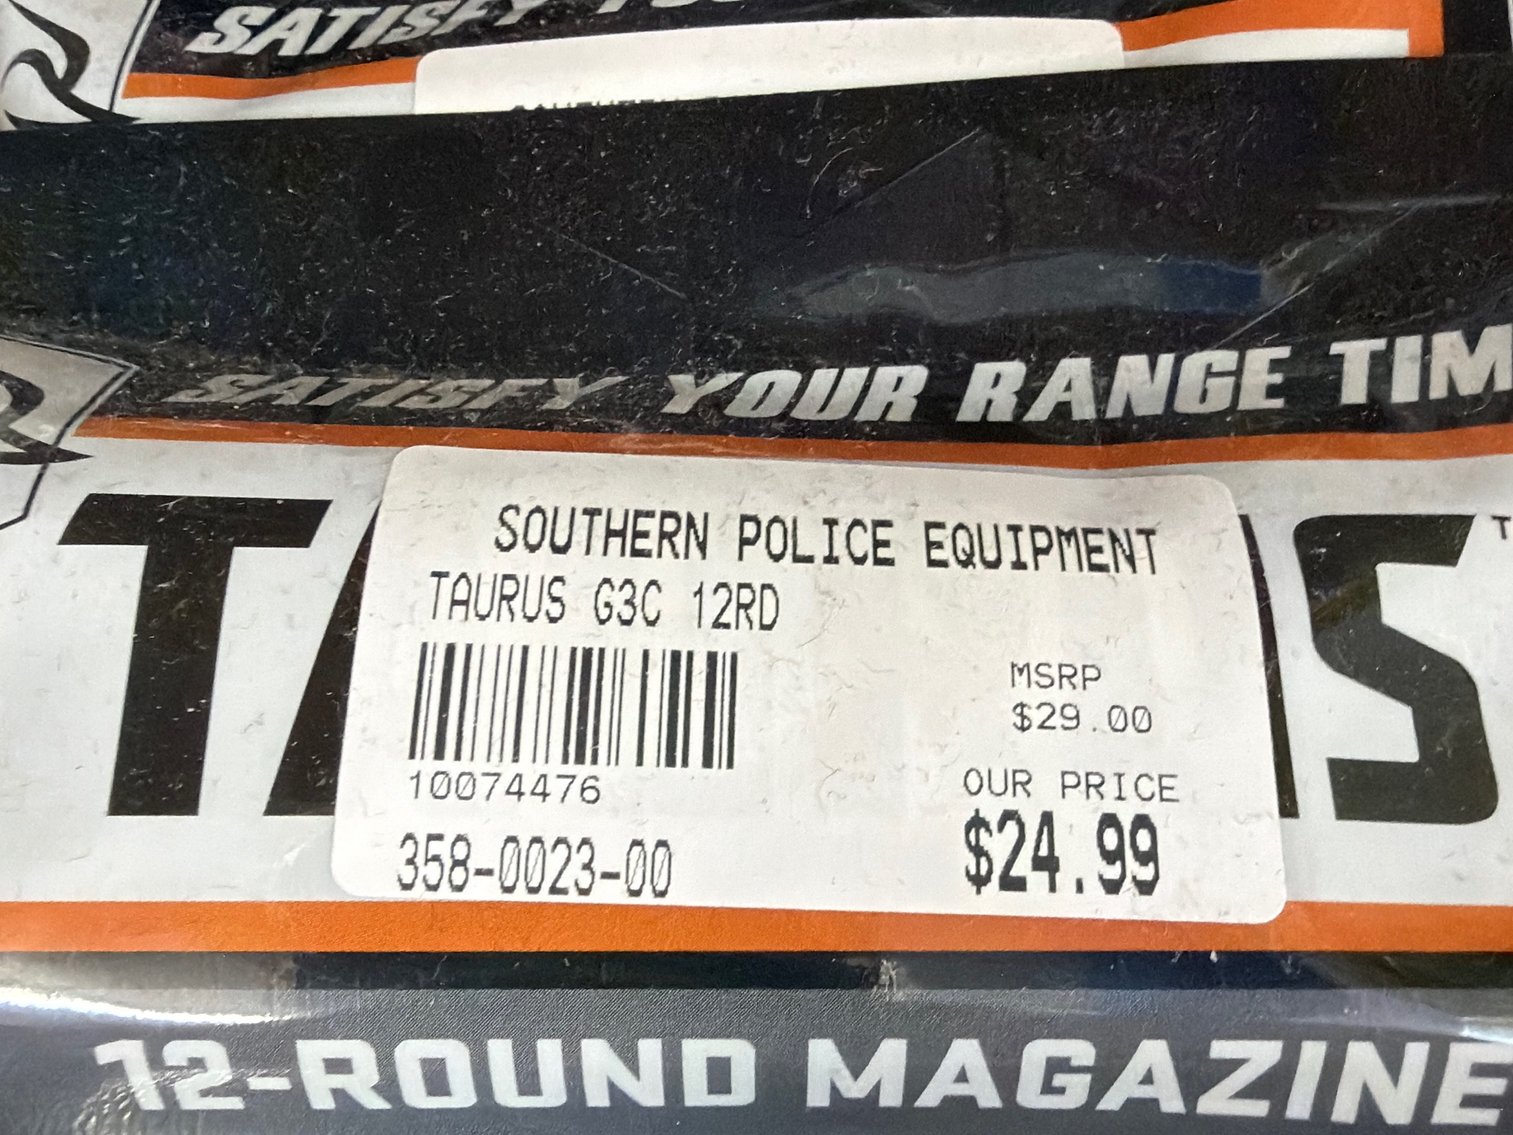 SATISFY
SATISFY YOUR RANGE TIM
SOUTHERN POLICE EQUIPMENT
TAURUS G3C 12RD
MSRP
$29.00
10074476
OUR PRICE
358-0023-00
$24.99
12-ROUND MAGAZINE